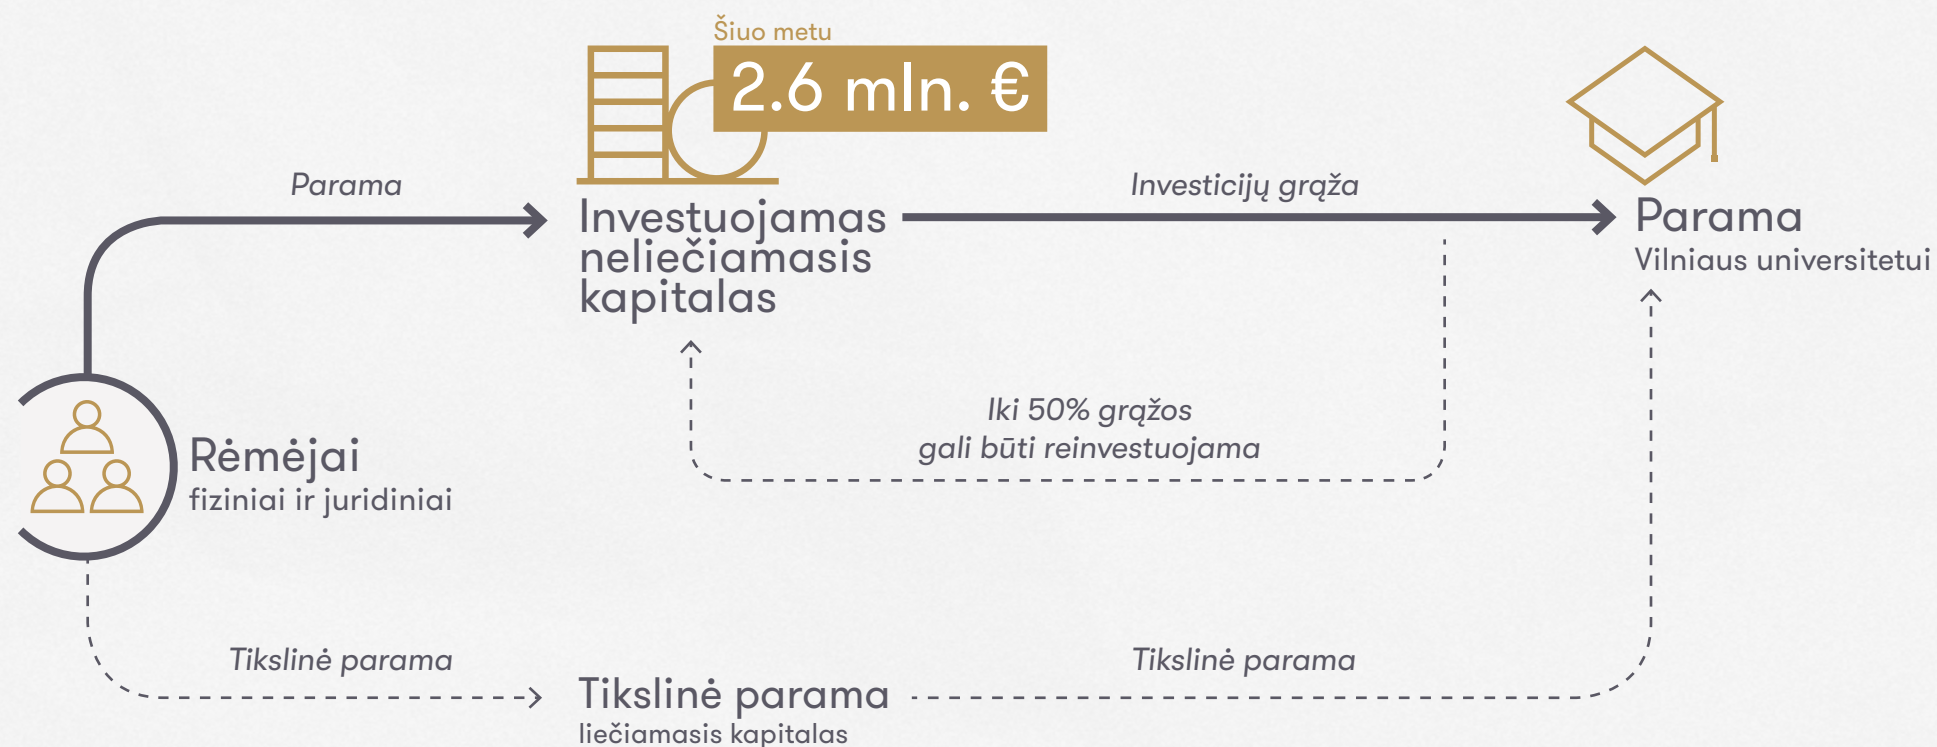 Šiuo metu
2.6 mln. €
Parama
Investuojamas
neliečiamasis
kapitalas
Investicijų grąža
Parama
Vilniaus universitetui
Iki 50% grąžos
gali būti reinvestuojama
Rėmėjai
fiziniai ir juridiniai
Tikslinė parama
Tikslinė parama
liečiamasis kapitalas
Tikslinė parama